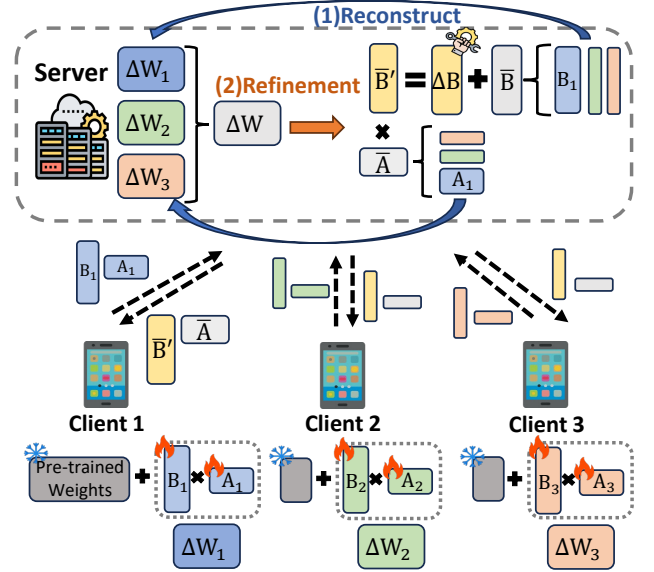 (1)Reconstruct
Server
ΔW₁
ΔW₂
ΔW₃
(2)Refinement
ΔW
B̅′ = ΔB + B̅
B₁
×
A̅
A₁
B₁ A₁
B̅′ A̅
Client 1
Client 2
Client 3
Pre-trained
Weights
+ B₁ × A₁
+ B₂ × A₂
+ B₃ × A₃
ΔW₁
ΔW₂
ΔW₃